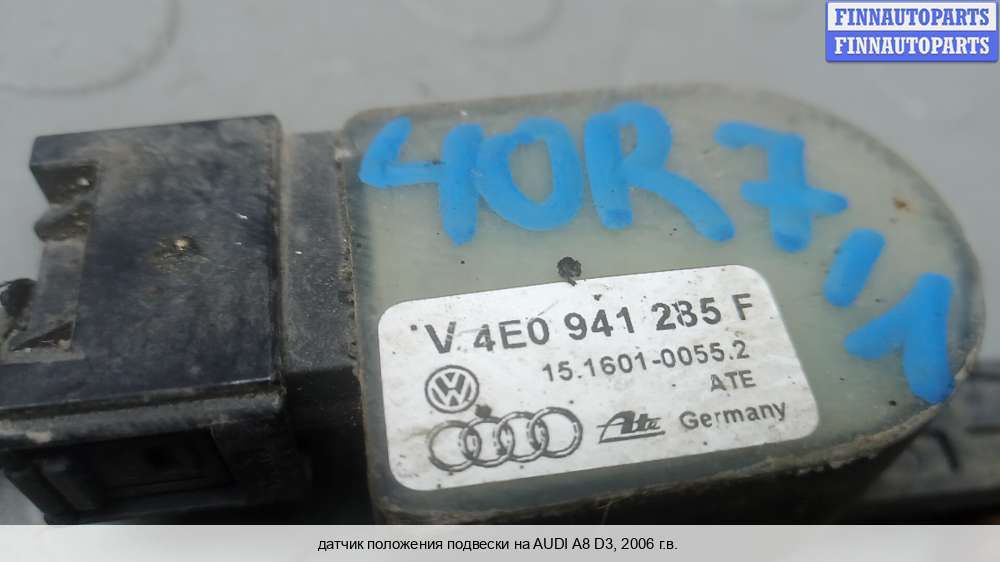 FINNAUTOPARTS
FINNAUTOPARTS
40R7
"1
V 4E0 941 285 F
15.1601-0055.2
ATE
Ate Germany
датчик положения подвески на AUDI A8 D3, 2006 г.в.